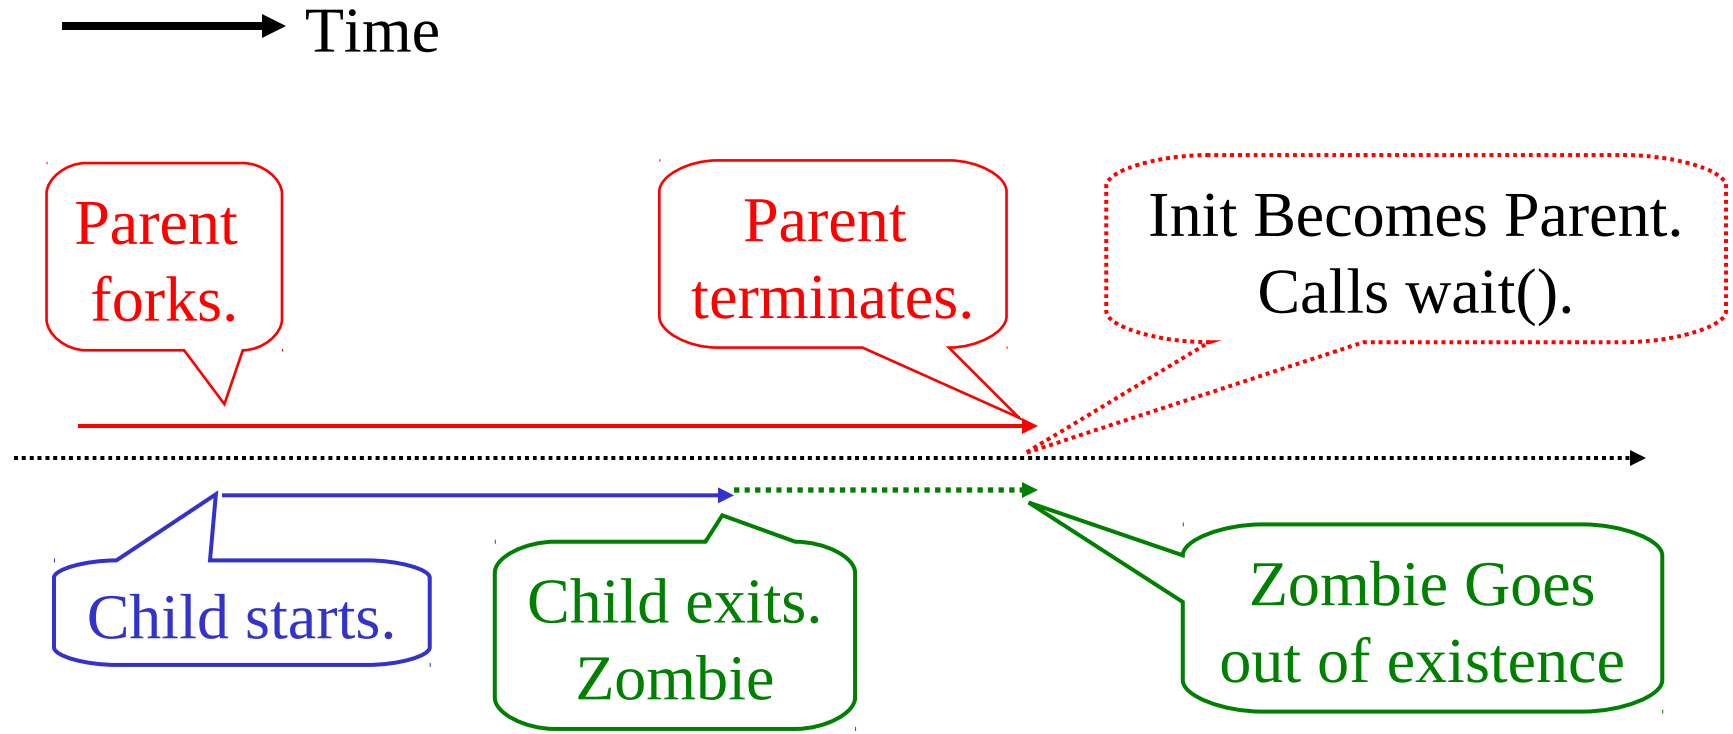 Time
Parent
forks.
Parent
terminates.
Init Becomes Parent.
Calls wait().
Child starts.
Child exits.
Zombie
Zombie Goes
out of existence